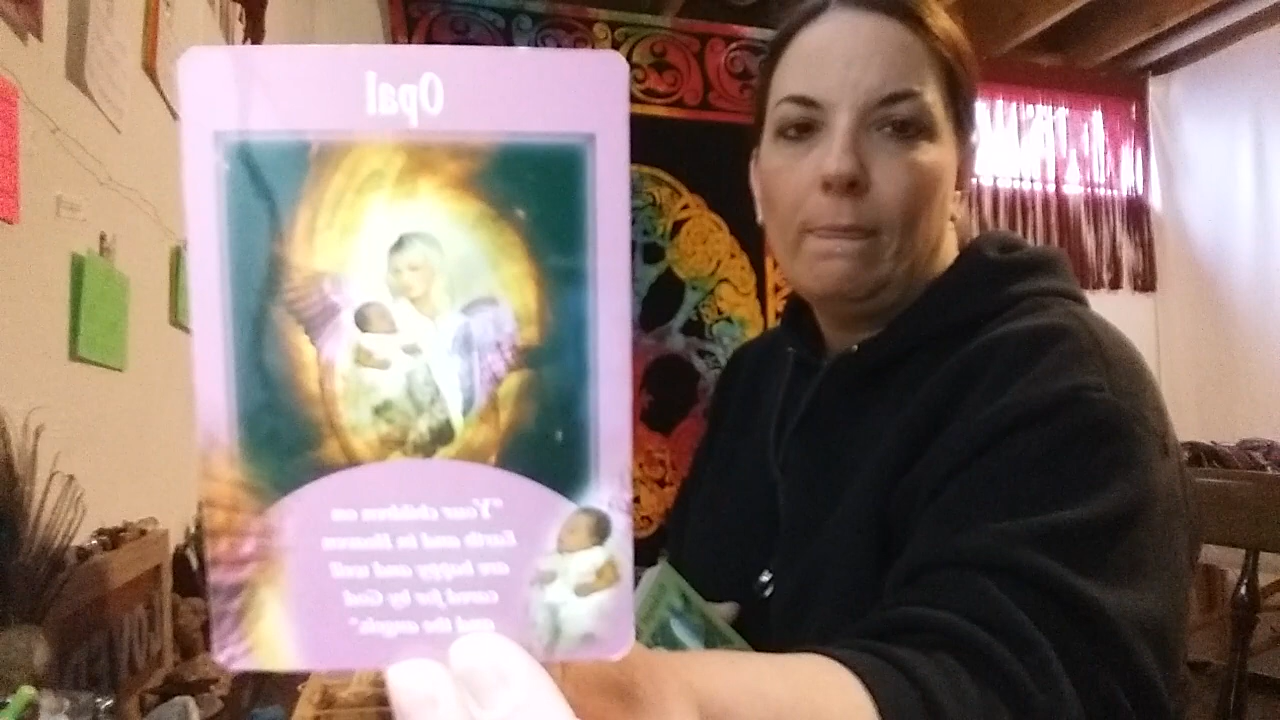 Opal
"Your children on
Earth and in Heaven
are happy and well
cared for by God
and the angels"